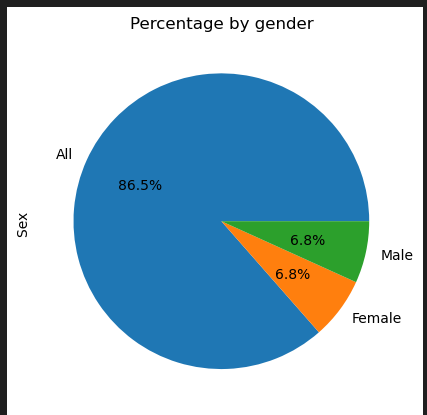 Percentage by gender
All
86.5%
Sex
6.8%
Male
6.8%
Female